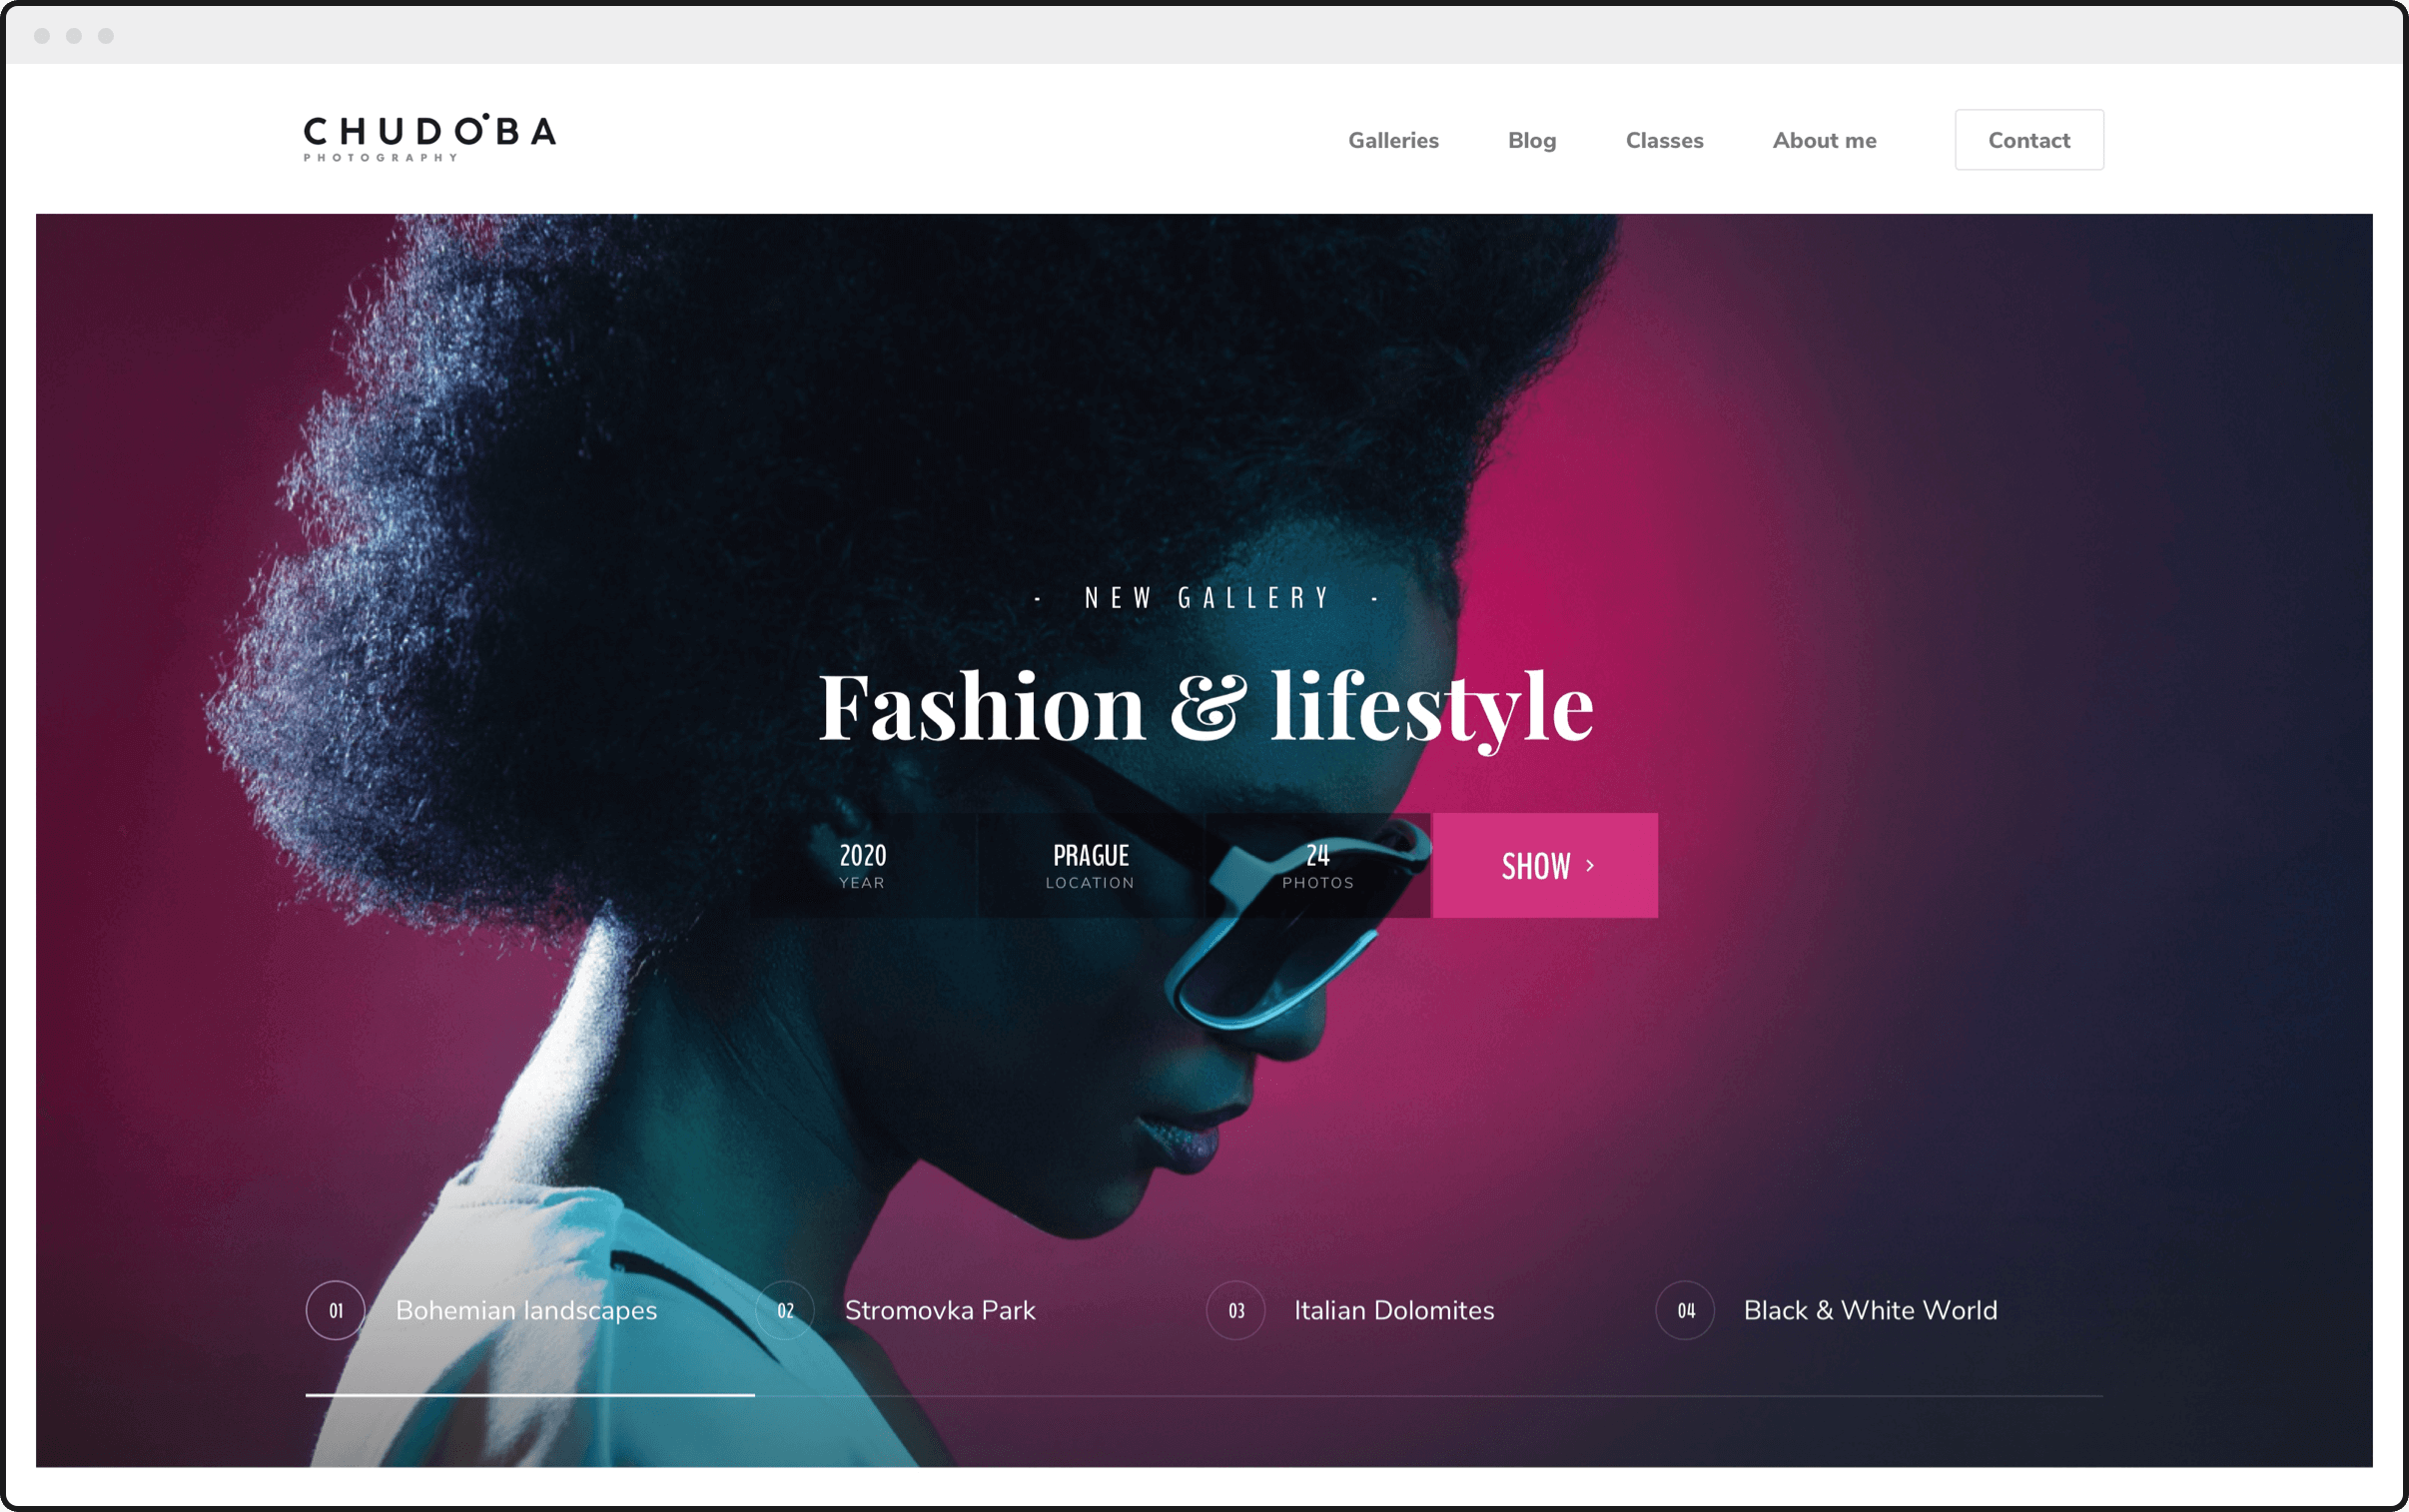 CHUDOBA
PHOTOGRAPHY
Galleries Blog Classes About me Contact
- NEW GALLERY -
Fashion & lifestyle
2020 PRAGUE 24 SHOW >
YEAR LOCATION PHOTOS
01 Bohemian landscapes 02 Stromovka Park 03 Italian Dolomites 04 Black & White World